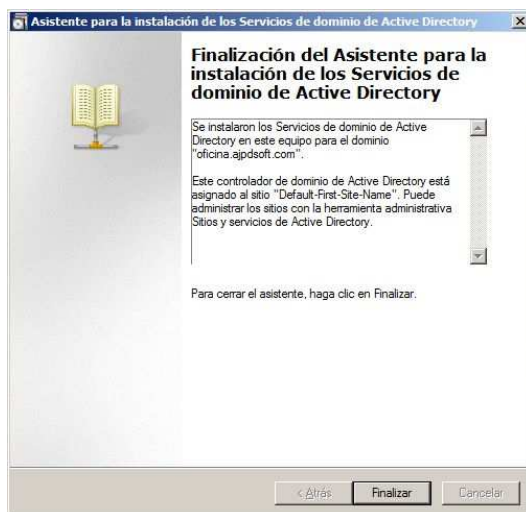 Asistente para la instalación de los Servicios de dominio de Active Directory
Finalización del Asistente para la
instalación de los Servicios de
dominio de Active Directory
Se instalaron los Servicios de dominio de Active
Directory en este equipo para el dominio
"oficina.ajpdsoft.com".
Este controlador de dominio de Active Directory está
asignado al sitio "Default-First-Site-Name". Puede
administrar los sitios con la herramienta administrativa
Sitios y servicios de Active Directory.
Para cerrar el asistente, haga clic en Finalizar.
< Atrás
Finalizar
Cancelar